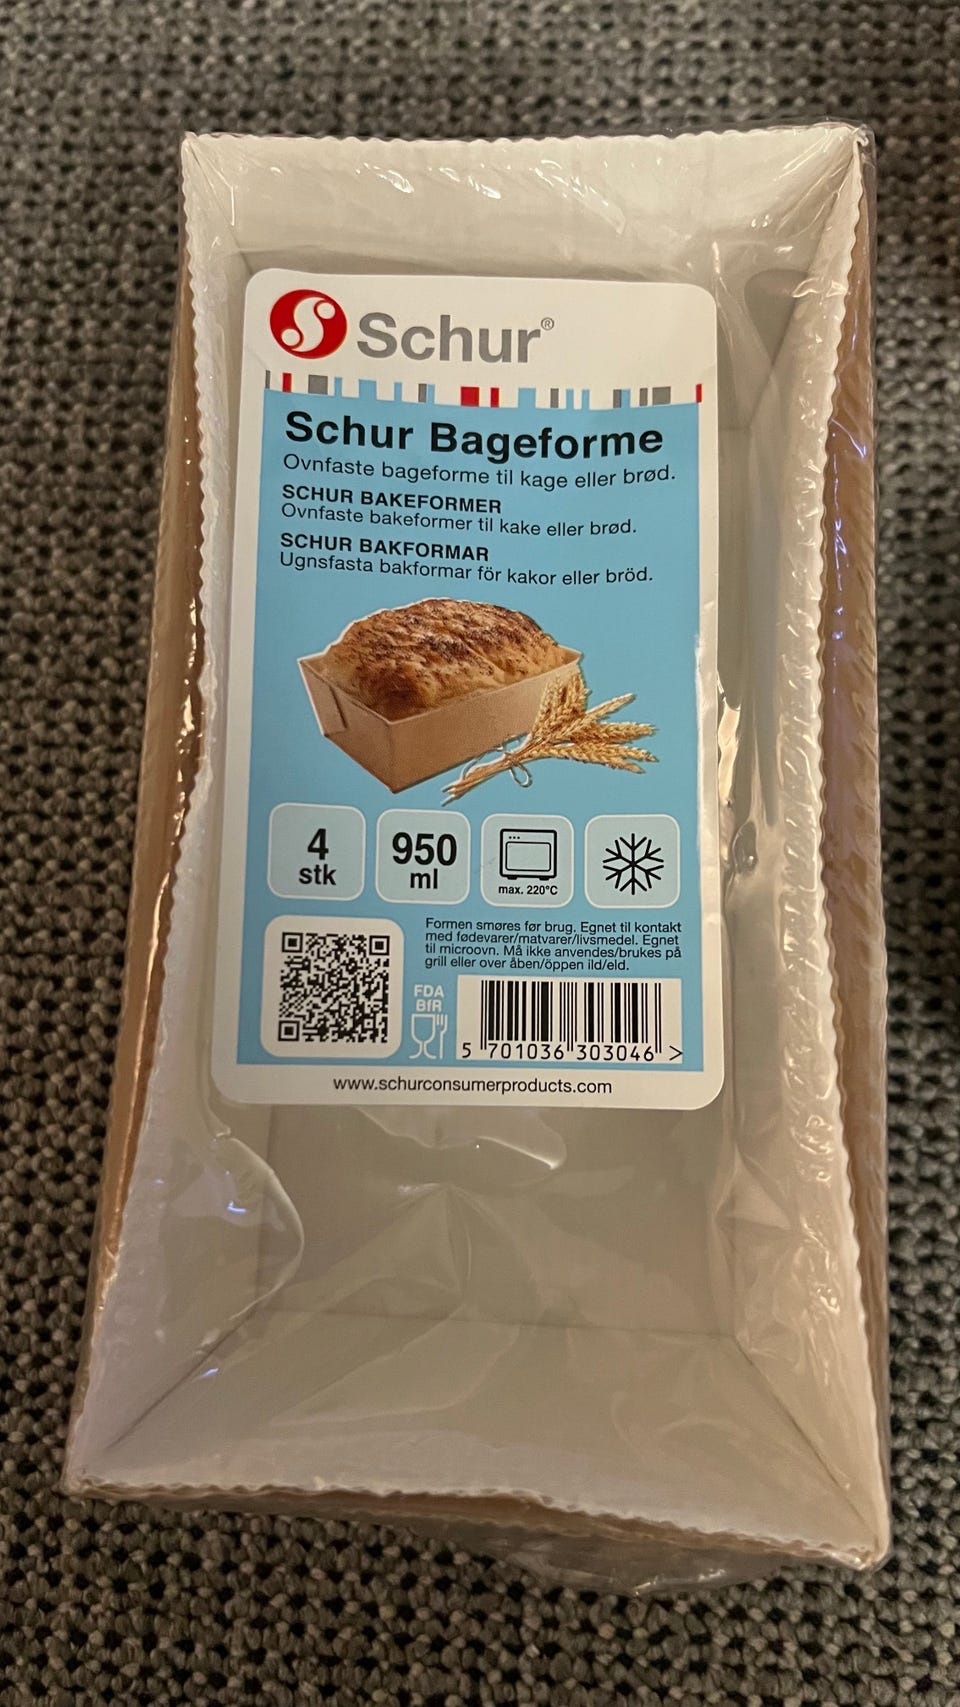 Schur®
Schur Bageforme
Ovnfaste bageforme til kage eller brød.
SCHUR BAKEFORMER
Ovnfaste bakeformer til kake eller brød.
SCHUR BAKFORMAR
Ugnsfasta bakformar för kakor eller bröd.
4
stk
950
ml
max. 220°C
Formen smøres før brug. Egnet til kontakt
med fødevarer/matvarer/livsmedel. Egnet
til microovn. Må ikke anvendes/brukes på
grill eller over åben/öppen ild/eld.
FDA
BfR
5 701036 303046 >
www.schurconsumerproducts.com